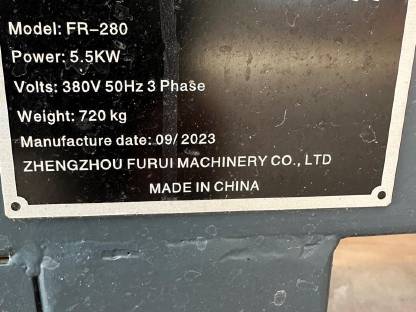 Model: FR-280
Power: 5.5KW
Volts: 380V 50Hz 3 Phase
Weight: 720 kg
Manufacture date: 09/ 2023
ZHENGZHOU FURUI MACHINERY CO., LTD
MADE IN CHINA